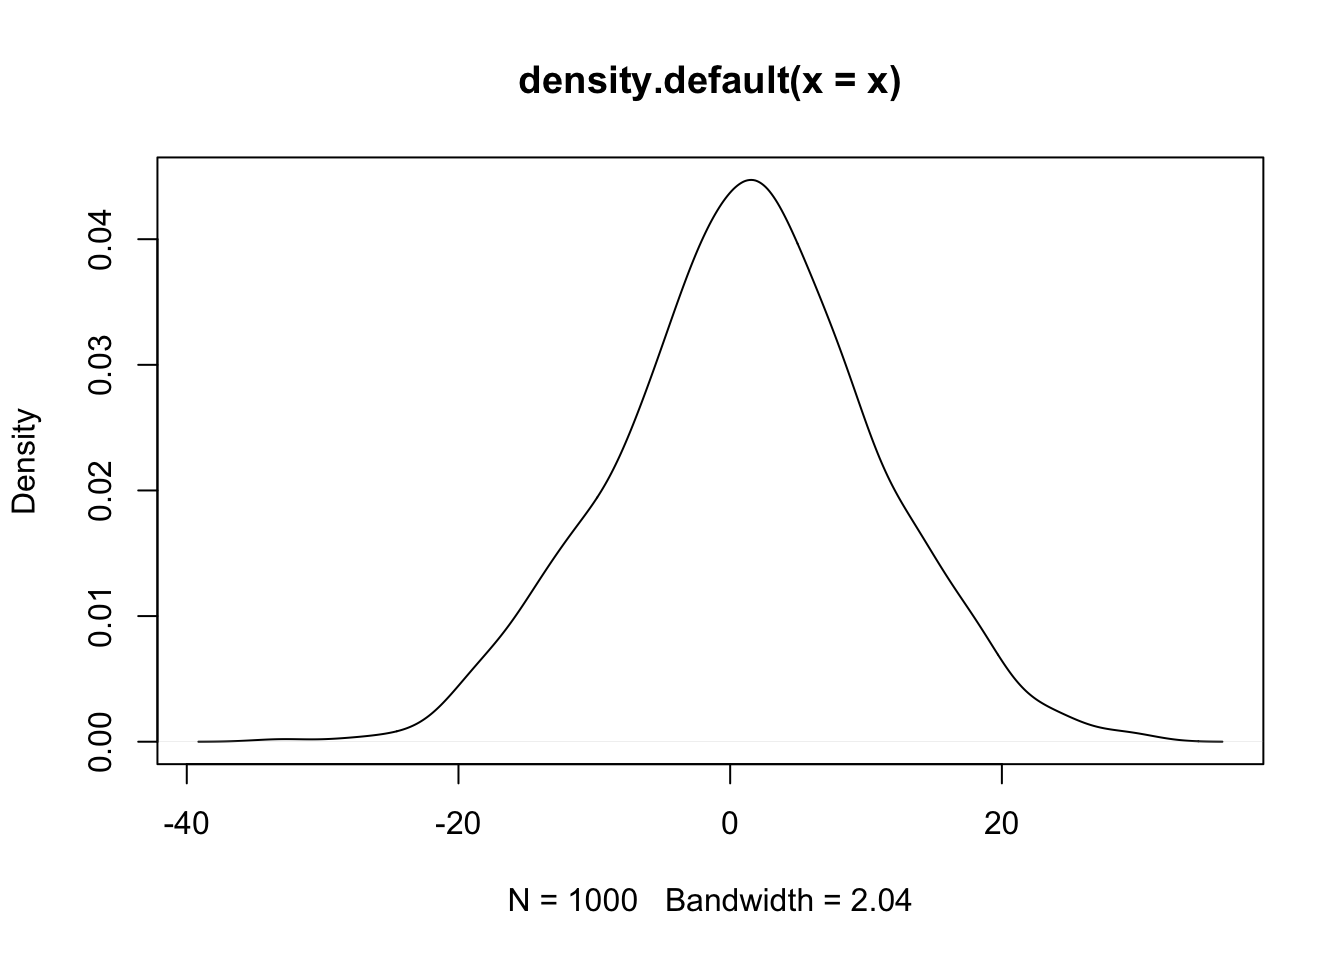 density.default(x = x)
Density
0.04
0.03
0.02
0.01
0.00
-40 -20 0 20
N = 1000   Bandwidth = 2.04